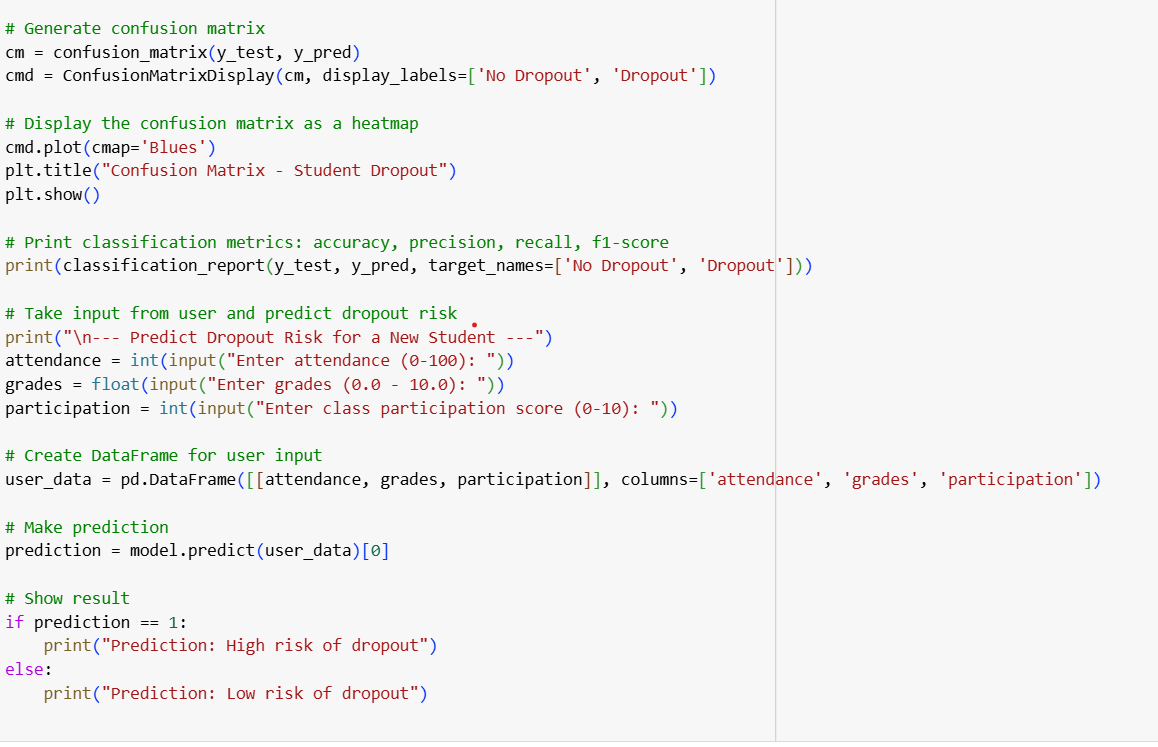 # Generate confusion matrix
cm = confusion_matrix(y_test, y_pred)
cmd = ConfusionMatrixDisplay(cm, display_labels=['No Dropout', 'Dropout'])

# Display the confusion matrix as a heatmap
cmd.plot(cmap='Blues')
plt.title("Confusion Matrix - Student Dropout")
plt.show()

# Print classification metrics: accuracy, precision, recall, f1-score
print(classification_report(y_test, y_pred, target_names=['No Dropout', 'Dropout']))

# Take input from user and predict dropout risk
print("\n--- Predict Dropout Risk for a New Student ---")
attendance = int(input("Enter attendance (0-100): "))
grades = float(input("Enter grades (0.0 - 10.0): "))
participation = int(input("Enter class participation score (0-10): "))

# Create DataFrame for user input
user_data = pd.DataFrame([[attendance, grades, participation]], columns=['attendance', 'grades', 'participation'])

# Make prediction
prediction = model.predict(user_data)[0]

# Show result
if prediction == 1:
    print("Prediction: High risk of dropout")
else:
    print("Prediction: Low risk of dropout")